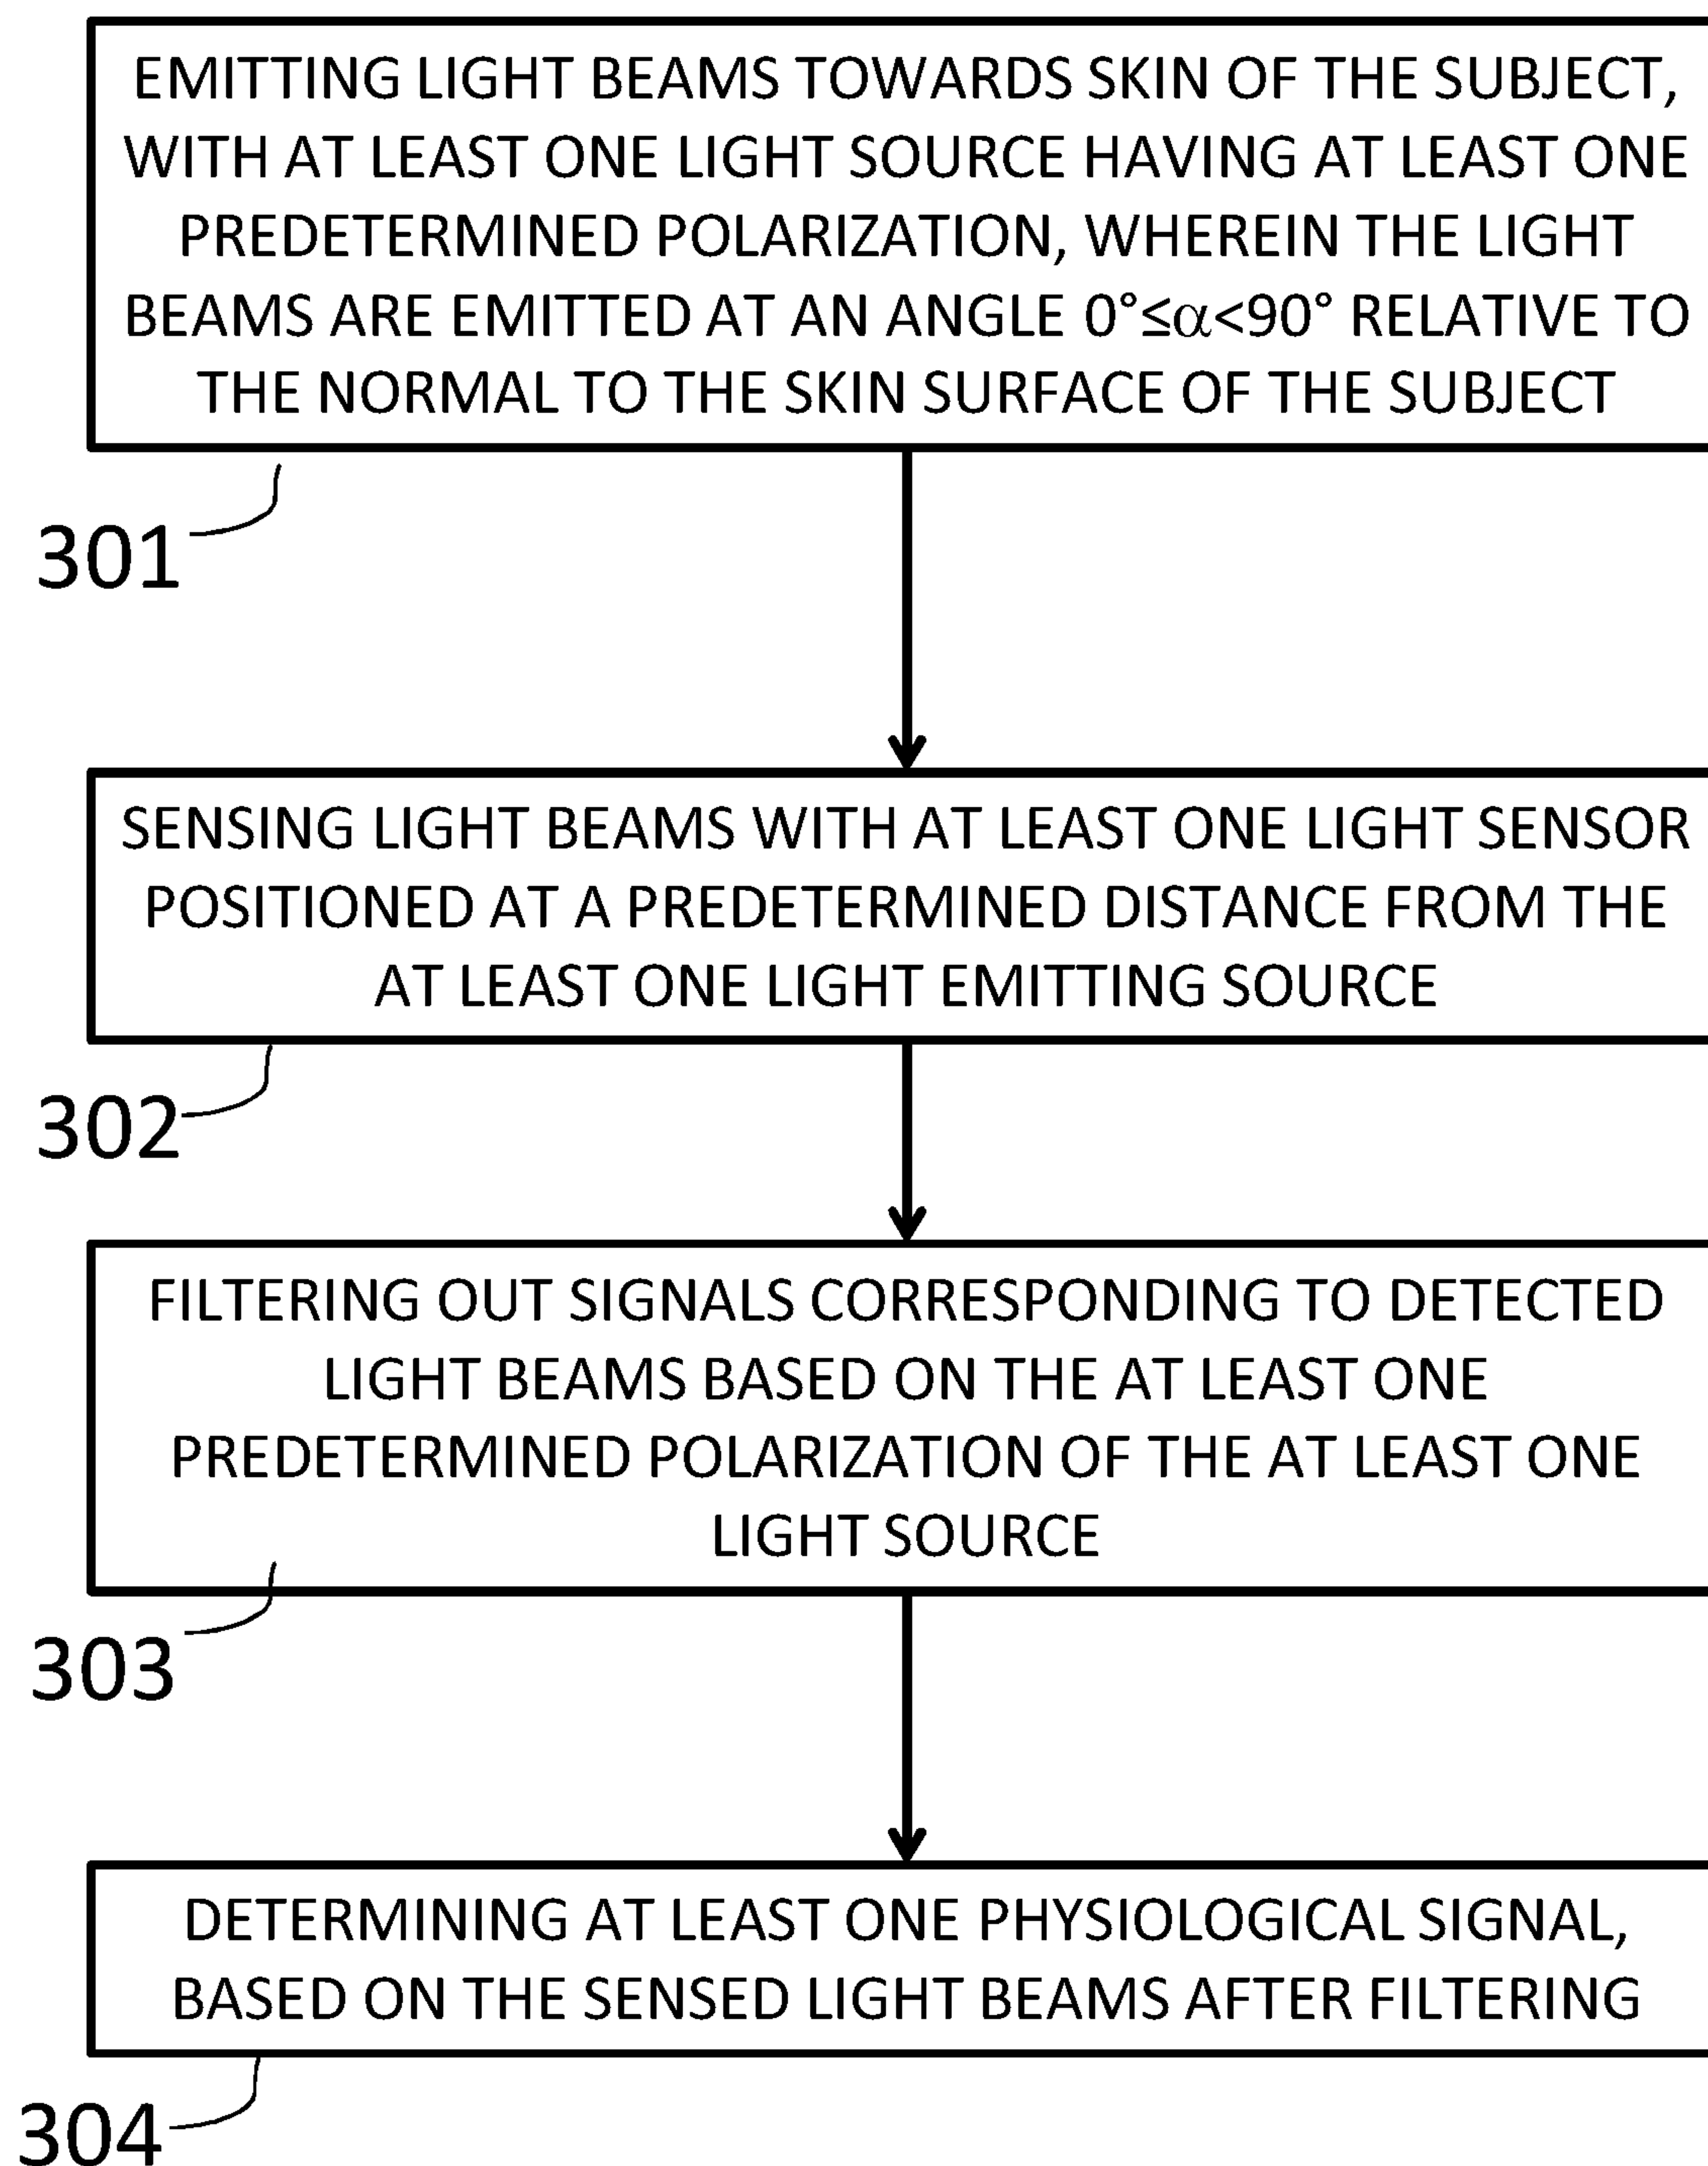 EMITTING LIGHT BEAMS TOWARDS SKIN OF THE SUBJECT,
WITH AT LEAST ONE LIGHT SOURCE HAVING AT LEAST ONE
PREDETERMINED POLARIZATION, WHEREIN THE LIGHT
BEAMS ARE EMITTED AT AN ANGLE 0°≤α<90° RELATIVE TO
THE NORMAL TO THE SKIN SURFACE OF THE SUBJECT
301
SENSING LIGHT BEAMS WITH AT LEAST ONE LIGHT SENSOR
POSITIONED AT A PREDETERMINED DISTANCE FROM THE
AT LEAST ONE LIGHT EMITTING SOURCE
302
FILTERING OUT SIGNALS CORRESPONDING TO DETECTED
LIGHT BEAMS BASED ON THE AT LEAST ONE
PREDETERMINED POLARIZATION OF THE AT LEAST ONE
LIGHT SOURCE
303
DETERMINING AT LEAST ONE PHYSIOLOGICAL SIGNAL,
BASED ON THE SENSED LIGHT BEAMS AFTER FILTERING
304